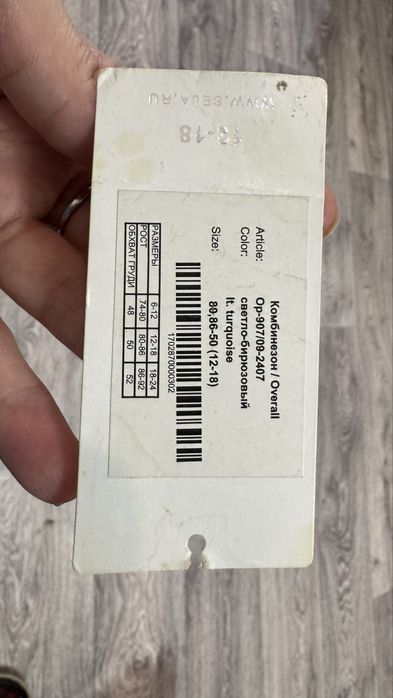 WWW.SELA.RU
12-18
Комбинезон / Overall
Article: Op-907/09-2407
Color: светло-бирюзовый
lt. turquoise
Size: 80,86-50 (12-18)
1702870000302
РАЗМЕРЫ 6-12 12-18 18-24
РОСТ 74-80 80-86 86-92
ОБХВАТ ГРУДИ 48 50 52